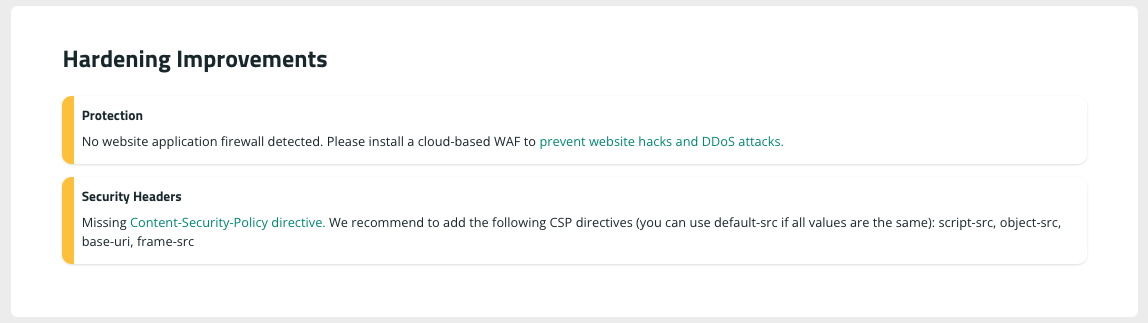 Hardening Improvements
Protection
No website application firewall detected. Please install a cloud-based WAF to prevent website hacks and DDoS attacks.
Security Headers
Missing Content-Security-Policy directive. We recommend to add the following CSP directives (you can use default-src if all values are the same): script-src, object-src,
base-uri, frame-src